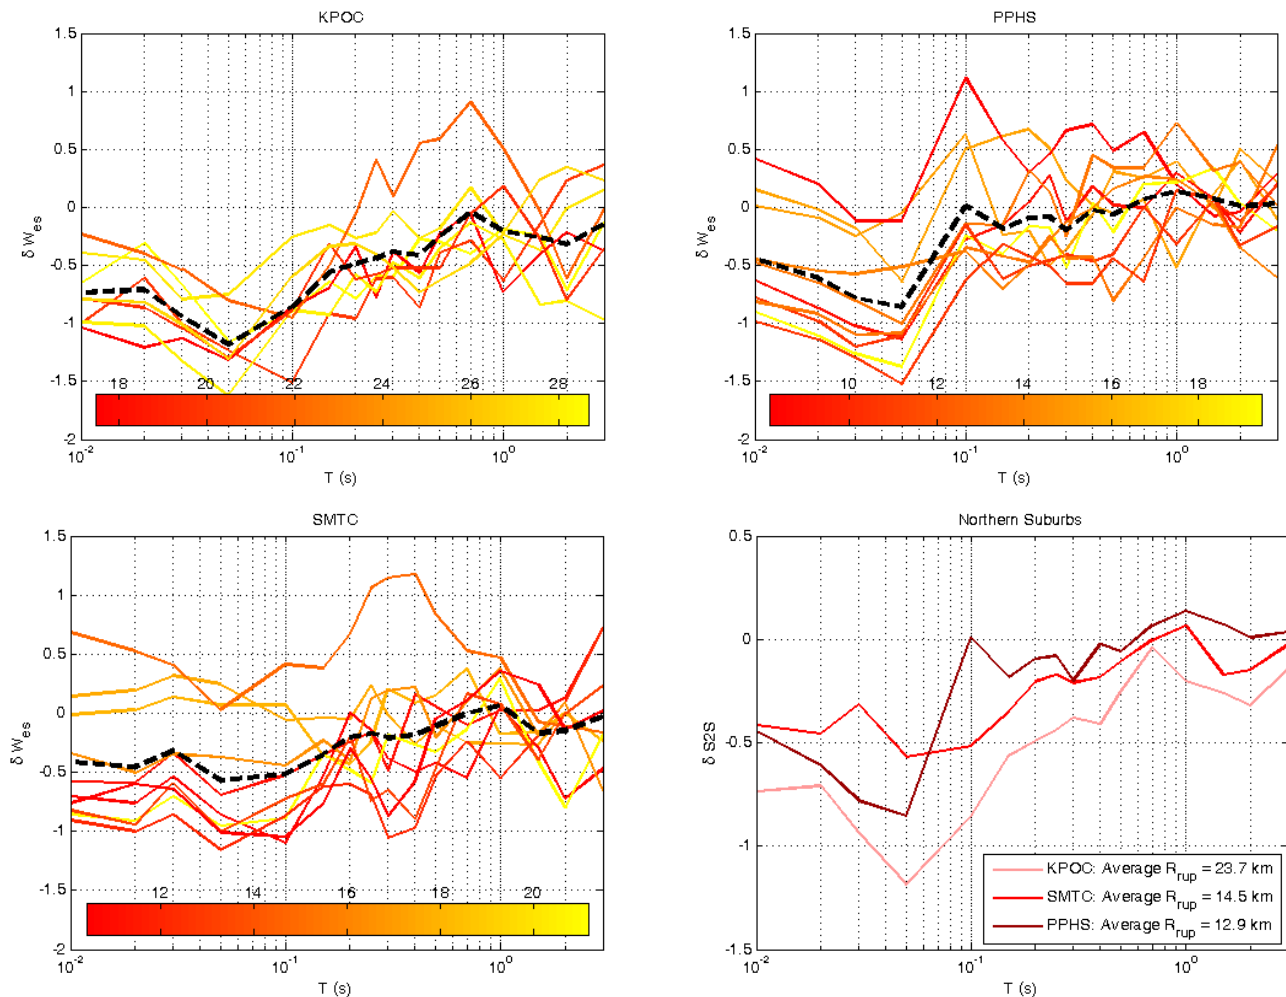 KPOC
1.5
1
0.5
0
-0.5
-1
-1.5
-2
δ W_es
18 20 22 24 26 28
10^-2 10^-1 10^0
T (s)
PPHS
1.5
1
0.5
0
-0.5
-1
-1.5
-2
δ W_es
10 12 14 16 18
10^-2 10^-1 10^0
T (s)
SMTC
1.5
1
0.5
0
-0.5
-1
-1.5
-2
δ W_es
12 14 16 18 20
10^-2 10^-1 10^0
T (s)
Northern Suburbs
0.5
0
-0.5
-1
-1.5
δ S2S
KPOC: Average R_rup = 23.7 km
SMTC: Average R_rup = 14.5 km
PPHS: Average R_rup = 12.9 km
10^-2 10^-1 10^0
T (s)